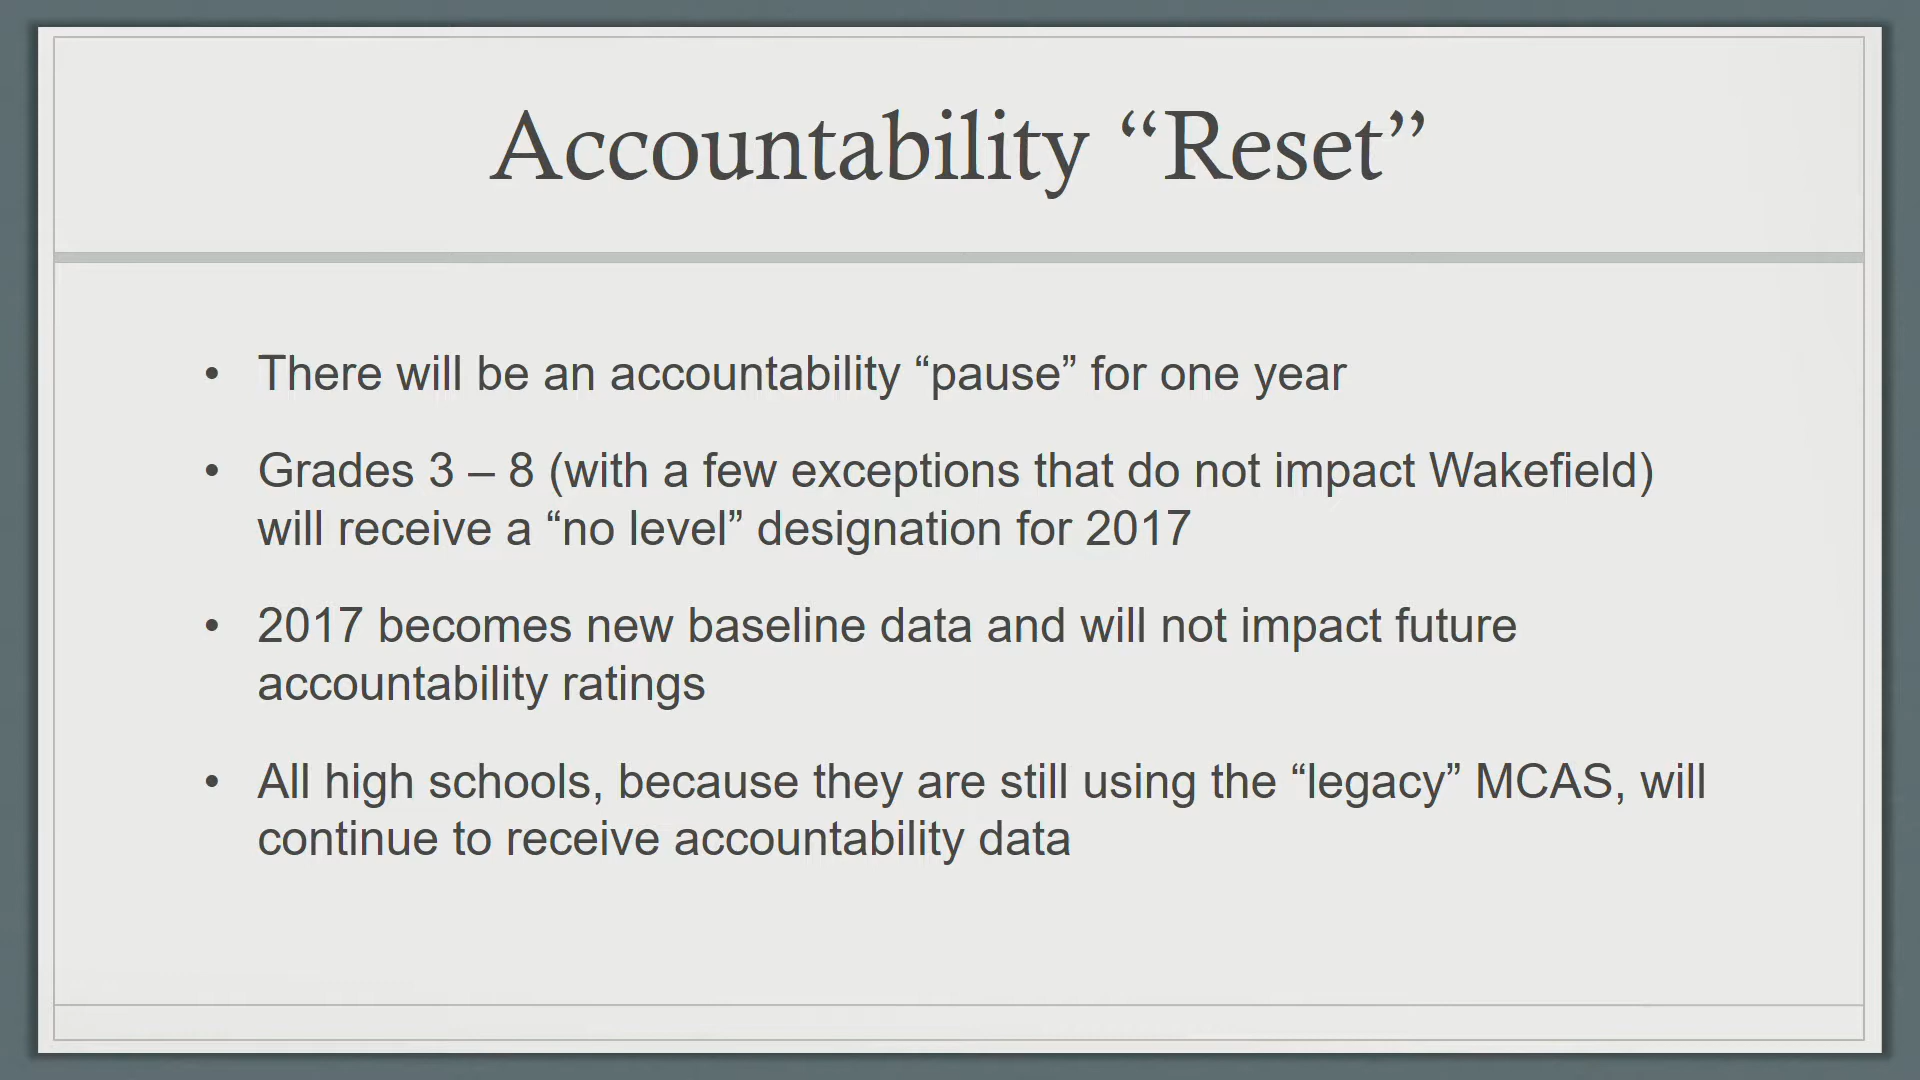 Accountability “Reset”
• There will be an accountability “pause” for one year
• Grades 3 – 8 (with a few exceptions that do not impact Wakefield)
will receive a “no level” designation for 2017
• 2017 becomes new baseline data and will not impact future
accountability ratings
• All high schools, because they are still using the “legacy” MCAS, will
continue to receive accountability data